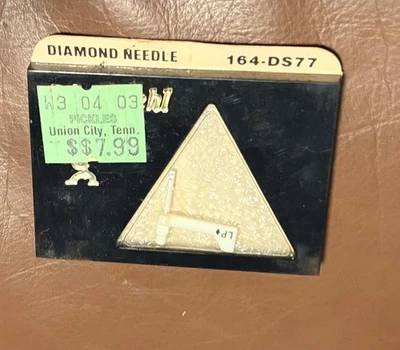 DIAMOND NEEDLE 164-DS77
W3 04 03
PICKLES
Union City, Tenn.
$$7.99
LP♦